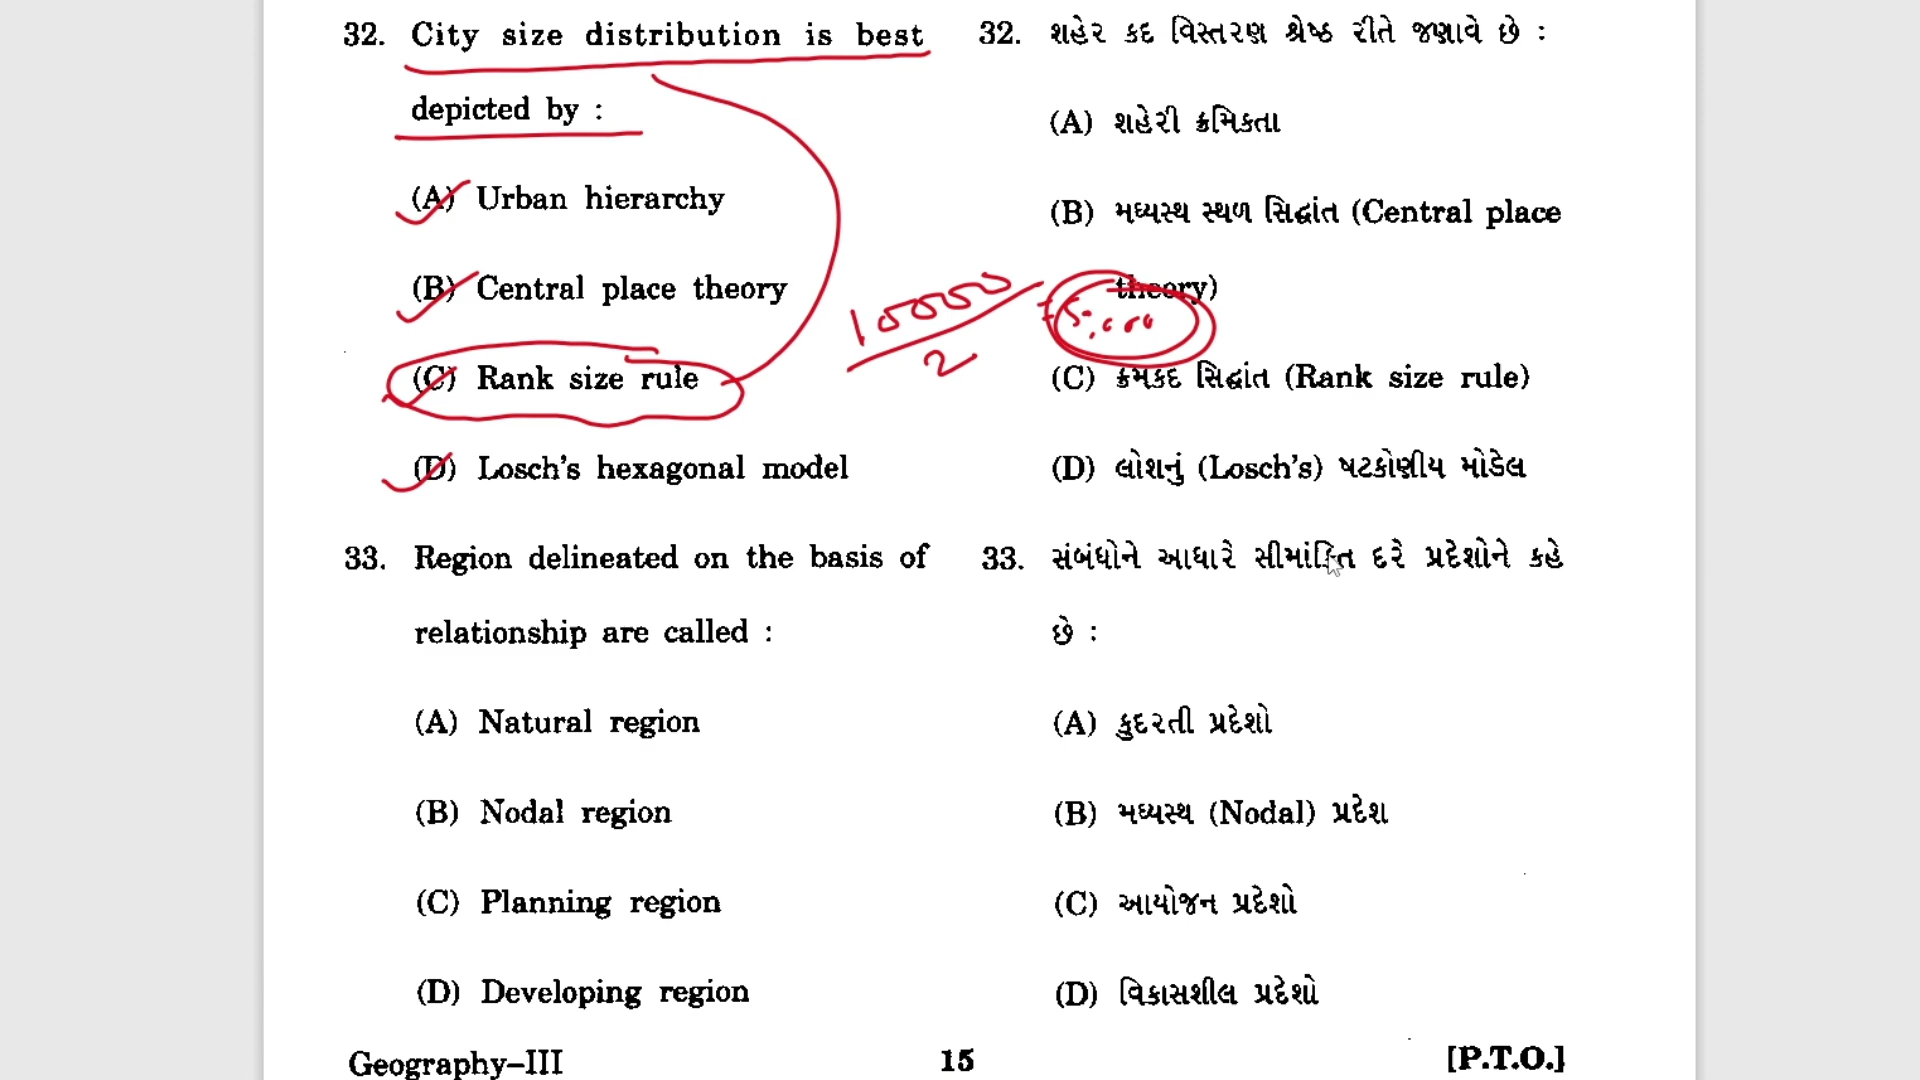 32. City size distribution is best
depicted by :
(A) Urban hierarchy
(B) Central place theory
(C) Rank size rule
(D) Losch's hexagonal model
33. Region delineated on the basis of
relationship are called :
(A) Natural region
(B) Nodal region
(C) Planning region
(D) Developing region
32. શહેર કદ વિસ્તરણ શ્રેષ્ઠ રીતે જણાવે છે :
(A) શહેરી ક્રમિકતા
(B) મધ્યસ્થ સ્થળ સિદ્ધાંત (Central place
theory)
(C) ક્રમકદ સિદ્ધાંત (Rank size rule)
(D) લોશનું (Losch's) ષટકોણીય મોડેલ
33. સંબંધોને આધારે દરે પ્રદેશોને કહે
છે :
(A) કુદરતી પ્રદેશો
(B) મધ્યસ્થ (Nodal) પ્રદેશ
(C) આયોજન પ્રદેશો
(D) વિકાસશીલ પ્રદેશો
10000
2
Geography–III 15 [P.T.O.]